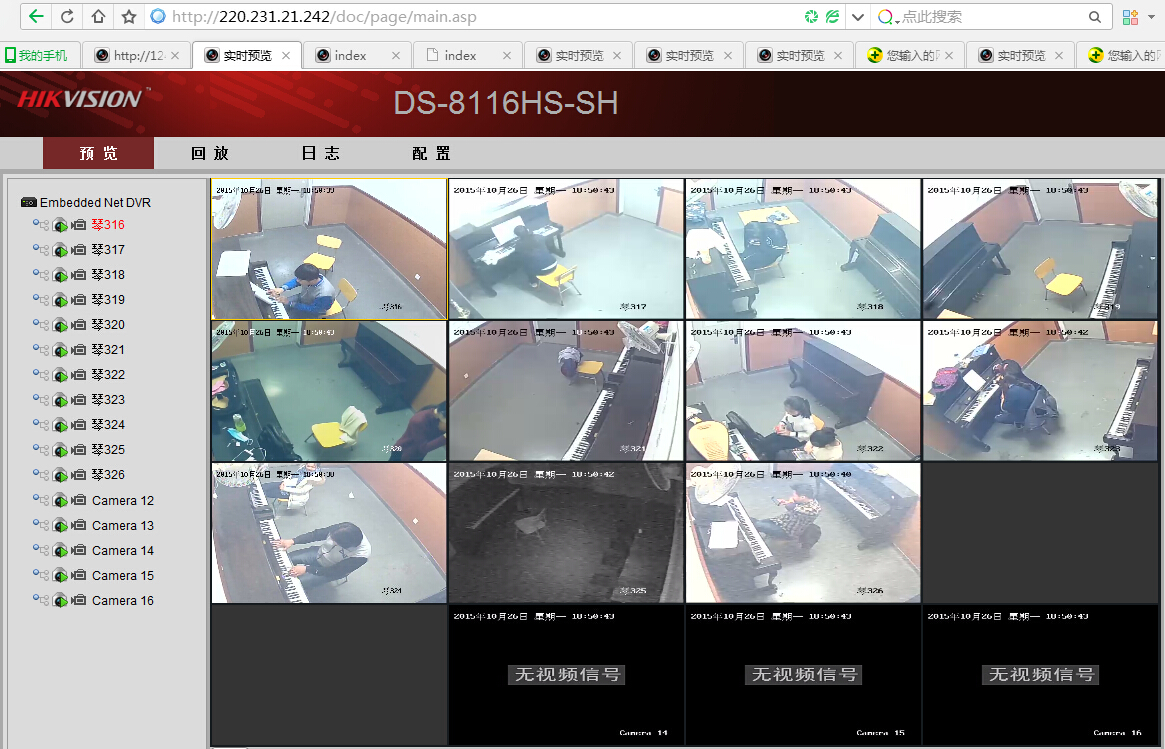 http://220.231.21.242/doc/page/main.asp
点此搜索
我的手机
http://12
实时预览
index
index
实时预览
实时预览
实时预览
您输入的
实时预览
您输入的
HIKVISION
DS-8116HS-SH
预 览
回 放
日 志
配 置
Embedded Net DVR
琴316
琴317
琴318
琴319
琴320
琴321
琴322
琴323
琴324
琴325
琴326
Camera 12
Camera 13
Camera 14
Camera 15
Camera 16
2015年10月26日 星期一 18:50:39
琴316
2015年10月26日 星期一 18:50:43
琴317
2015年10月26日 星期一 18:50:43
琴318
2015年10月26日 星期一 18:50:43
2015年10月26日 星期一 18:50:43
琴320
2015年10月26日 星期一 18:50:43
琴321
2015年10月26日 星期一 18:50:43
琴322
2015年10月26日 星期一 18:50:42
琴323
2015年10月26日 星期一 18:50:38
琴324
2015年10月26日 星期一 18:50:42
琴325
2015年10月26日 星期一 18:50:40
琴326
2015年10月26日 星期一 18:50:43
无视频信号
Camera 14
2015年10月26日 星期一 18:50:43
无视频信号
Camera 15
2015年10月26日 星期一 18:50:43
无视频信号
Camera 16